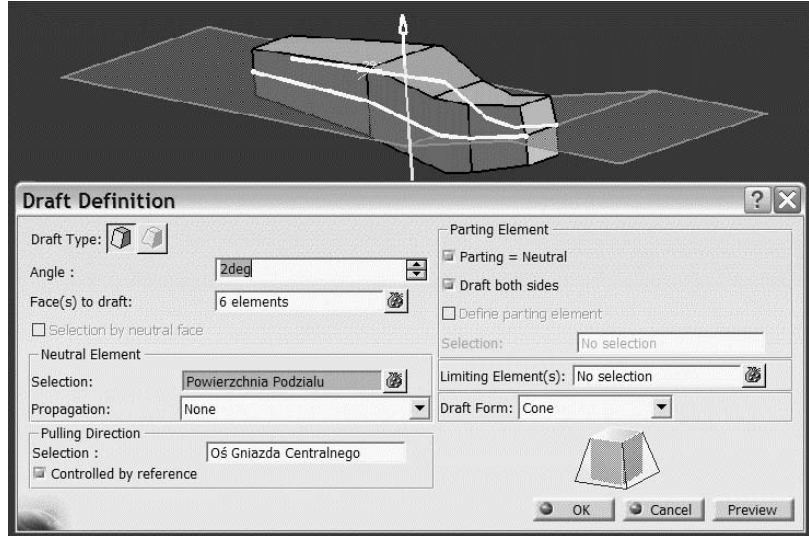 Draft Definition
?
X
Draft Type:
Angle :
2deg
Face(s) to draft:
6 elements
Selection by neutral face
Neutral Element
Selection:
Powierzchnia Podzialu
Propagation:
None
Pulling Direction
Selection :
Oś Gniazda Centralnego
Controlled by reference
Parting Element
Parting = Neutral
Draft both sides
Define parting element
Selection:
No selection
Limiting Element(s):
No selection
Draft Form:
Cone
OK
Cancel
Preview